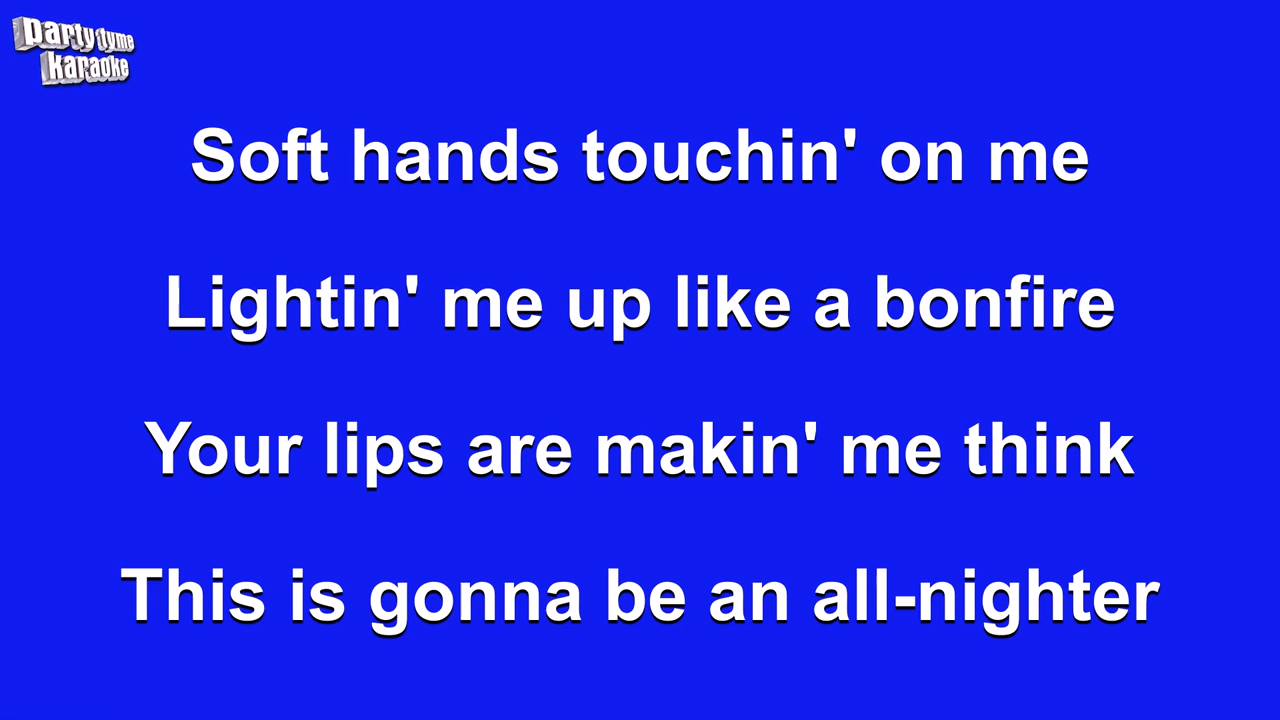 party tyme
karaoke
Soft hands touchin' on me
Lightin' me up like a bonfire
Your lips are makin' me think
This is gonna be an all-nighter